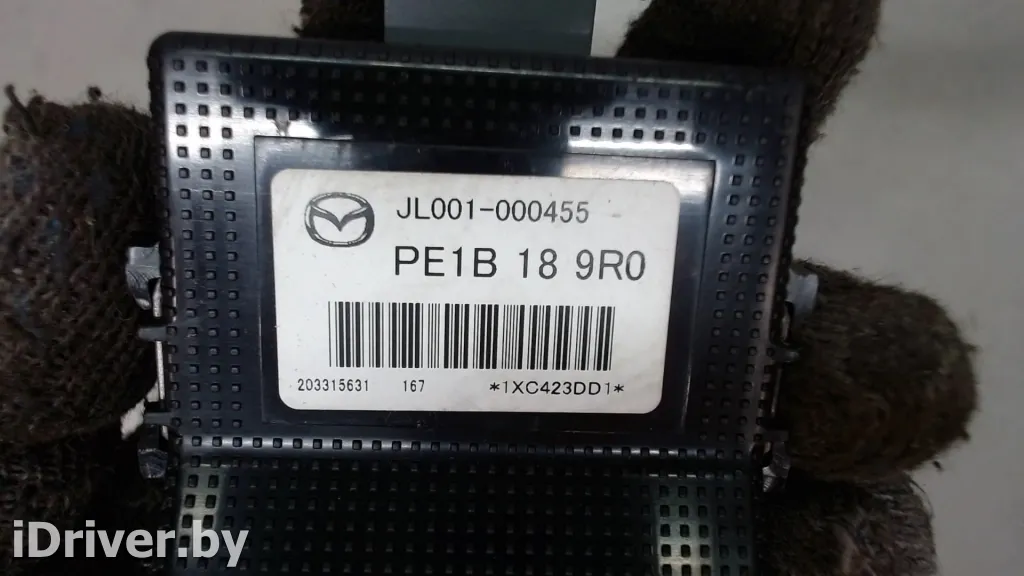 JL001-000455
PE1B 18 9R0
203315631 167 *1XC423DD1*
iDriver.by